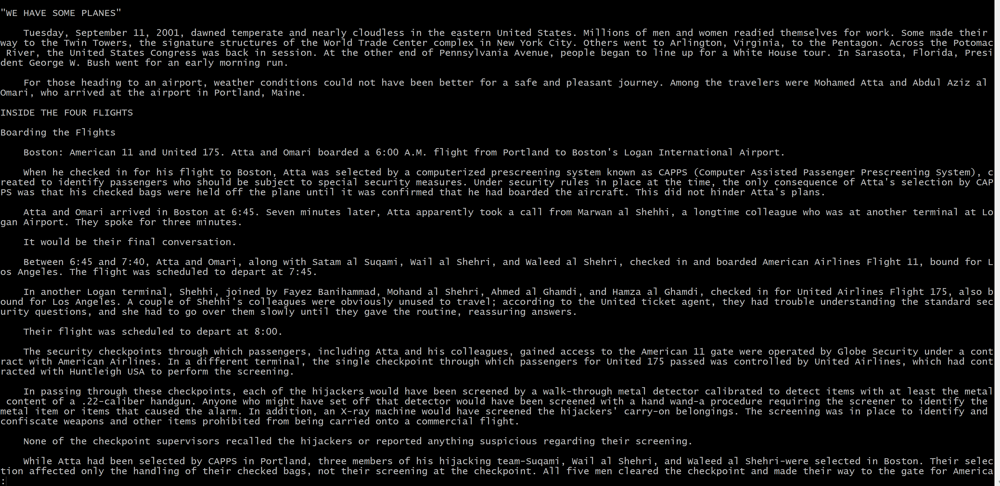 "WE HAVE SOME PLANES"
Tuesday, September 11, 2001, dawned temperate and nearly cloudless in the eastern United States. Millions of men and women readied themselves for work. Some made their
way to the Twin Towers, the signature structures of the World Trade Center complex in New York City. Others went to Arlington, Virginia, to the Pentagon. Across the Potomac
River, the United States Congress was back in session. At the other end of Pennsylvania Avenue, people began to line up for a White House tour. In Sarasota, Florida, Presi
dent George W. Bush went for an early morning run.
For those heading to an airport, weather conditions could not have been better for a safe and pleasant journey. Among the travelers were Mohamed Atta and Abdul Aziz al
Omari, who arrived at the airport in Portland, Maine.
INSIDE THE FOUR FLIGHTS
Boarding the Flights
Boston: American 11 and United 175. Atta and Omari boarded a 6:00 A.M. flight from Portland to Boston's Logan International Airport.
When he checked in for his flight to Boston, Atta was selected by a computerized prescreening system known as CAPPS (Computer Assisted Passenger Prescreening System), c
reated to identify passengers who should be subject to special security measures. Under security rules in place at the time, the only consequence of Atta's selection by CAP
PS was that his checked bags were held off the plane until it was confirmed that he had boarded the aircraft. This did not hinder Atta's plans.
Atta and Omari arrived in Boston at 6:45. Seven minutes later, Atta apparently took a call from Marwan al Shehhi, a longtime colleague who was at another terminal at Lo
gan Airport. They spoke for three minutes.
It would be their final conversation.
Between 6:45 and 7:40, Atta and Omari, along with Satam al Suqami, Wail al Shehri, and Waleed al Shehri, checked in and boarded American Airlines Flight 11, bound for L
os Angeles. The flight was scheduled to depart at 7:45.
In another Logan terminal, Shehhi, joined by Fayez Banihammad, Mohand al Shehri, Ahmed al Ghamdi, and Hamza al Ghamdi, checked in for United Airlines Flight 175, also b
ound for Los Angeles. A couple of Shehhi's colleagues were obviously unused to travel; according to the United ticket agent, they had trouble understanding the standard sec
urity questions, and she had to go over them slowly until they gave the routine, reassuring answers.
Their flight was scheduled to depart at 8:00.
The security checkpoints through which passengers, including Atta and his colleagues, gained access to the American 11 gate were operated by Globe Security under a cont
ract with American Airlines. In a different terminal, the single checkpoint through which passengers for United 175 passed was controlled by United Airlines, which had cont
racted with Huntleigh USA to perform the screening.
In passing through these checkpoints, each of the hijackers would have been screened by a walk-through metal detector calibrated to detect items with at least the metal
content of a .22-caliber handgun. Anyone who might have set off that detector would have been screened with a hand wand-a procedure requiring the screener to identify the
metal item or items that caused the alarm. In addition, an X-ray machine would have screened the hijackers' carry-on belongings. The screening was in place to identify and
confiscate weapons and other items prohibited from being carried onto a commercial flight.
None of the checkpoint supervisors recalled the hijackers or reported anything suspicious regarding their screening.
While Atta had been selected by CAPPS in Portland, three members of his hijacking team-Suqami, Wail al Shehri, and Waleed al Shehri-were selected in Boston. Their selec
tion affected only the handling of their checked bags, not their screening at the checkpoint. All five men cleared the checkpoint and made their way to the gate for America
: